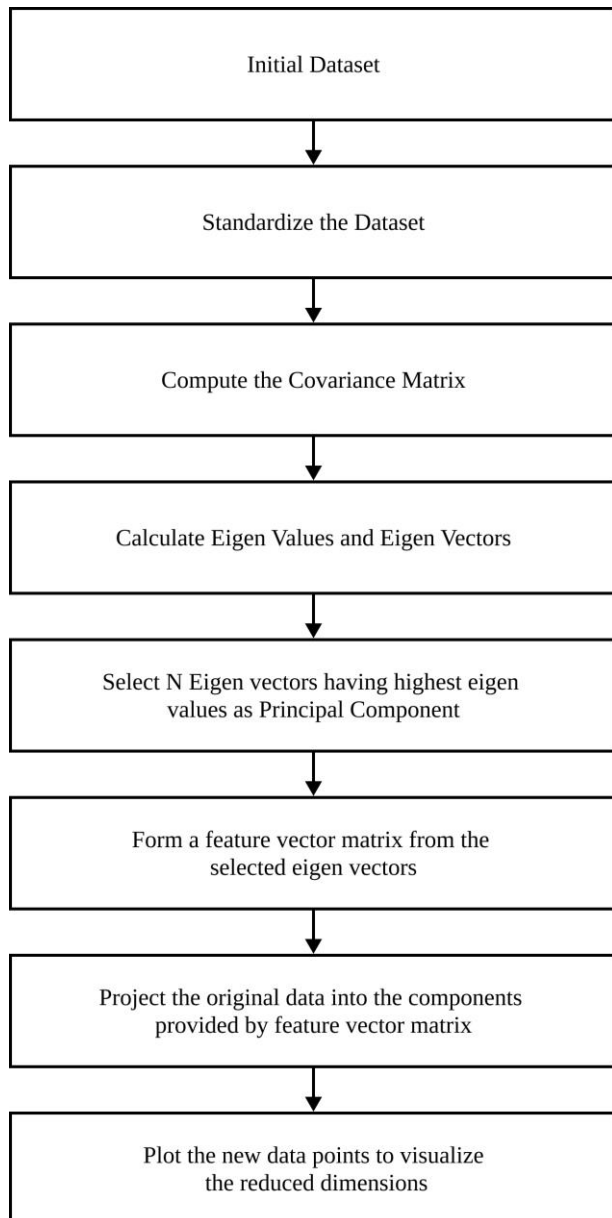 Initial Dataset
Standardize the Dataset
Compute the Covariance Matrix
Calculate Eigen Values and Eigen Vectors
Select N Eigen vectors having highest eigen
values as Principal Component
Form a feature vector matrix from the
selected eigen vectors
Project the original data into the components
provided by feature vector matrix
Plot the new data points to visualize
the reduced dimensions